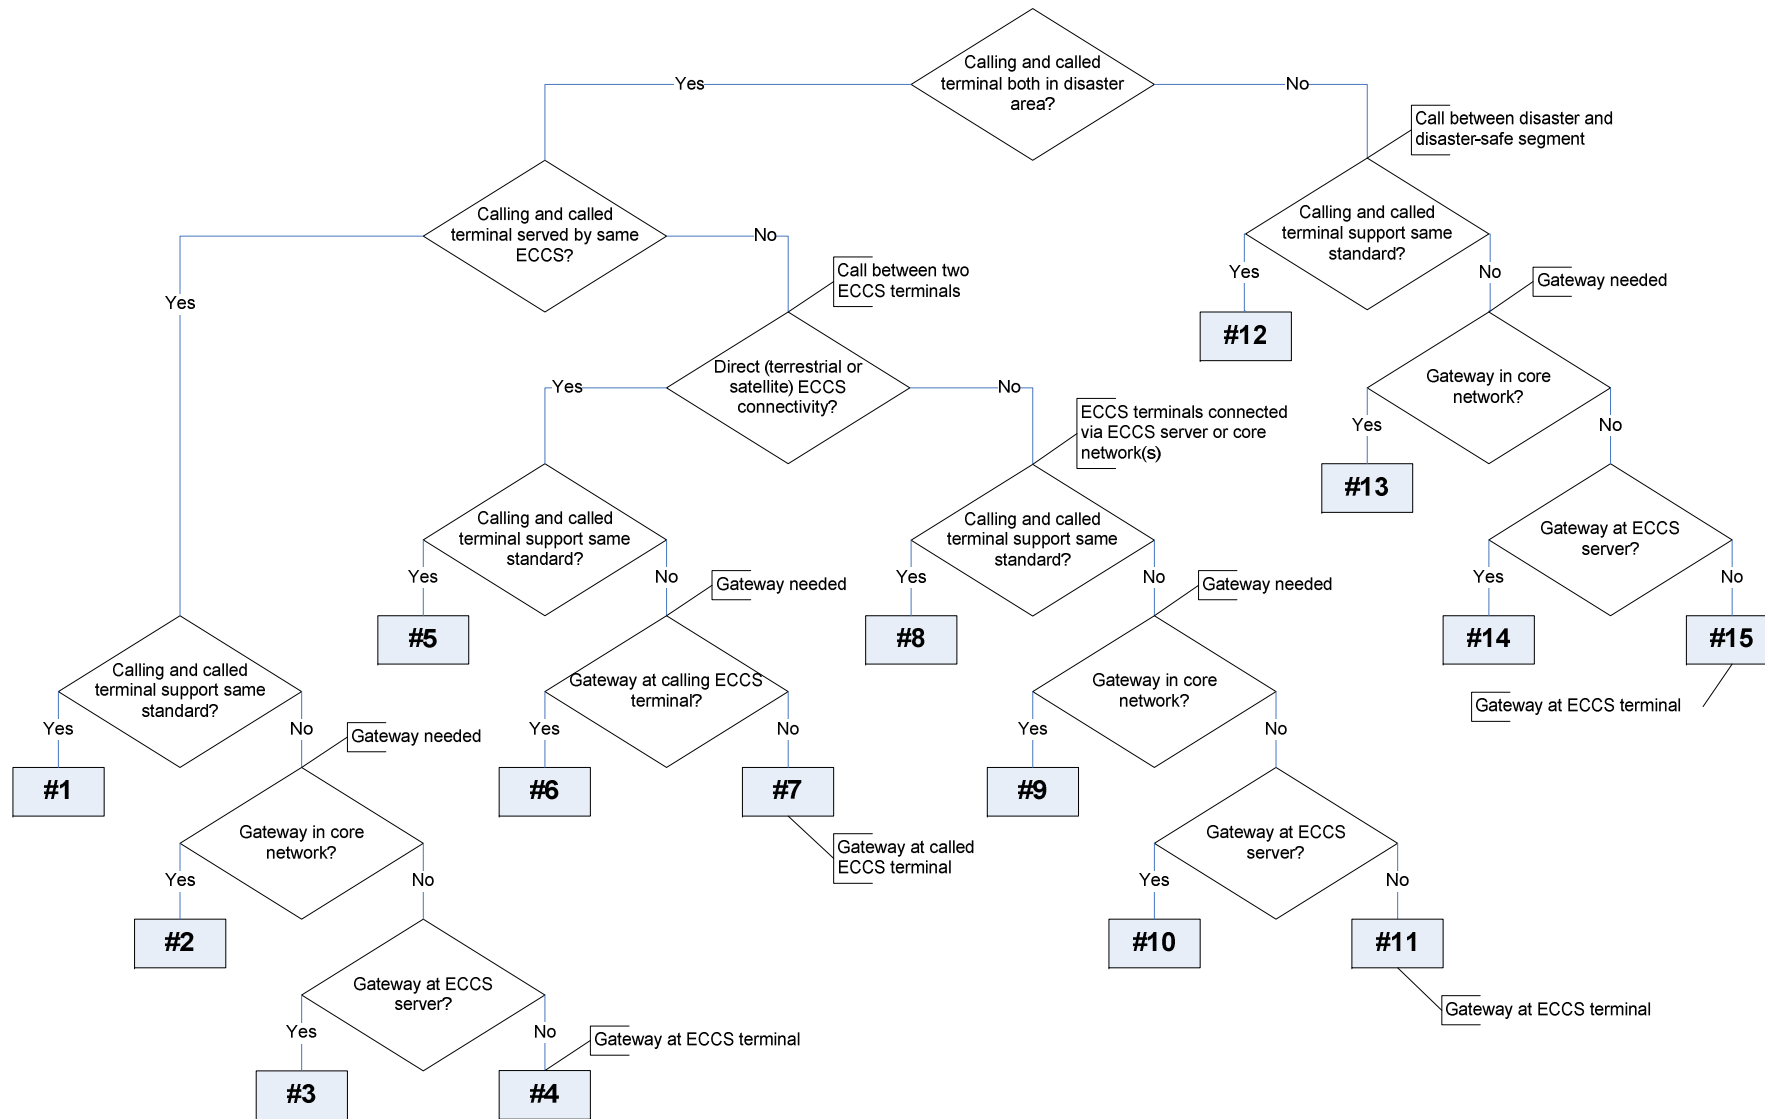 Calling and called
terminal both in disaster
area?
Yes
No
Call between disaster and
disaster-safe segment
Calling and called
terminal served by same
ECCS?
Yes
No
Call between two
ECCS terminals
Calling and called
terminal support same
standard?
Yes
No
Gateway needed
#12
Direct (terrestrial or
satellite) ECCS
connectivity?
Yes
No
ECCS terminals connected
via ECCS server or core
network(s)
Gateway in core
network?
Yes
No
#13
Calling and called
terminal support same
standard?
Yes
No
Gateway needed
#5
Calling and called
terminal support same
standard?
Yes
No
Gateway needed
#8
Gateway at ECCS
server?
Yes
No
#14
#15
Gateway at ECCS terminal
Calling and called
terminal support same
standard?
Yes
No
Gateway needed
#1
Gateway at calling ECCS
terminal?
Yes
No
#6
#7
Gateway at called
ECCS terminal
Gateway in core
network?
Yes
No
#9
Gateway in core
network?
Yes
No
#2
Gateway at ECCS
server?
Yes
No
#10
#11
Gateway at ECCS terminal
Gateway at ECCS
server?
Yes
No
Gateway at ECCS terminal
#3
#4